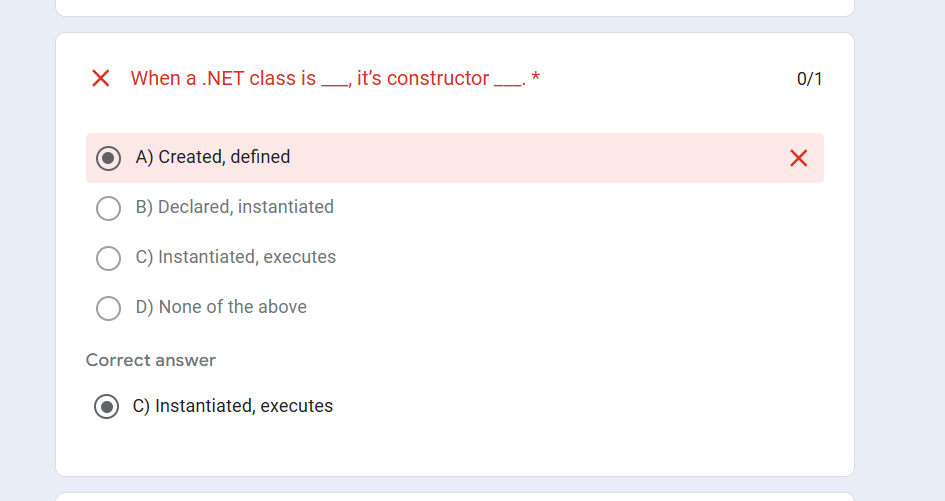 When a .NET class is ___, it’s constructor ___. *
0/1
A) Created, defined
B) Declared, instantiated
C) Instantiated, executes
D) None of the above
Correct answer
C) Instantiated, executes